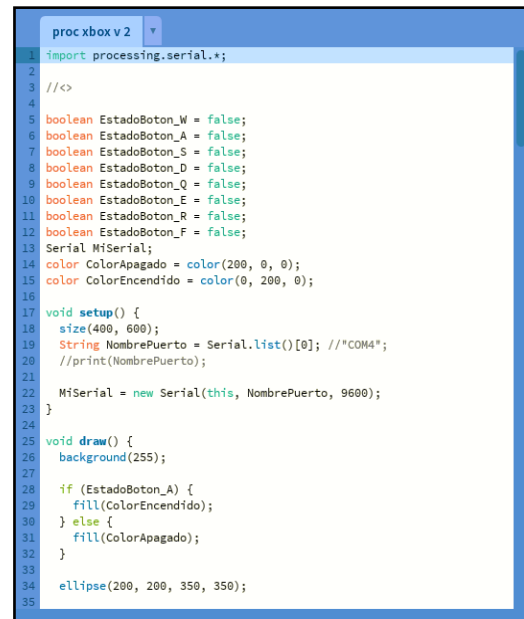 proc xbox v 2 ▼
1 import processing.serial.*;
2
3 //<>
4
5 boolean EstadoBoton_W = false;
6 boolean EstadoBoton_A = false;
7 boolean EstadoBoton_S = false;
8 boolean EstadoBoton_D = false;
9 boolean EstadoBoton_Q = false;
10 boolean EstadoBoton_E = false;
11 boolean EstadoBoton_R = false;
12 boolean EstadoBoton_F = false;
13 Serial MiSerial;
14 color ColorApagado = color(200, 0, 0);
15 color ColorEncendido = color(0, 200, 0);
16
17 void setup() {
18   size(400, 600);
19   String NombrePuerto = Serial.list()[0]; //"COM4";
20   //print(NombrePuerto);
21
22   MiSerial = new Serial(this, NombrePuerto, 9600);
23 }
24
25 void draw() {
26   background(255);
27
28   if (EstadoBoton_A) {
29     fill(ColorEncendido);
30   } else {
31     fill(ColorApagado);
32   }
33
34   ellipse(200, 200, 350, 350);
35